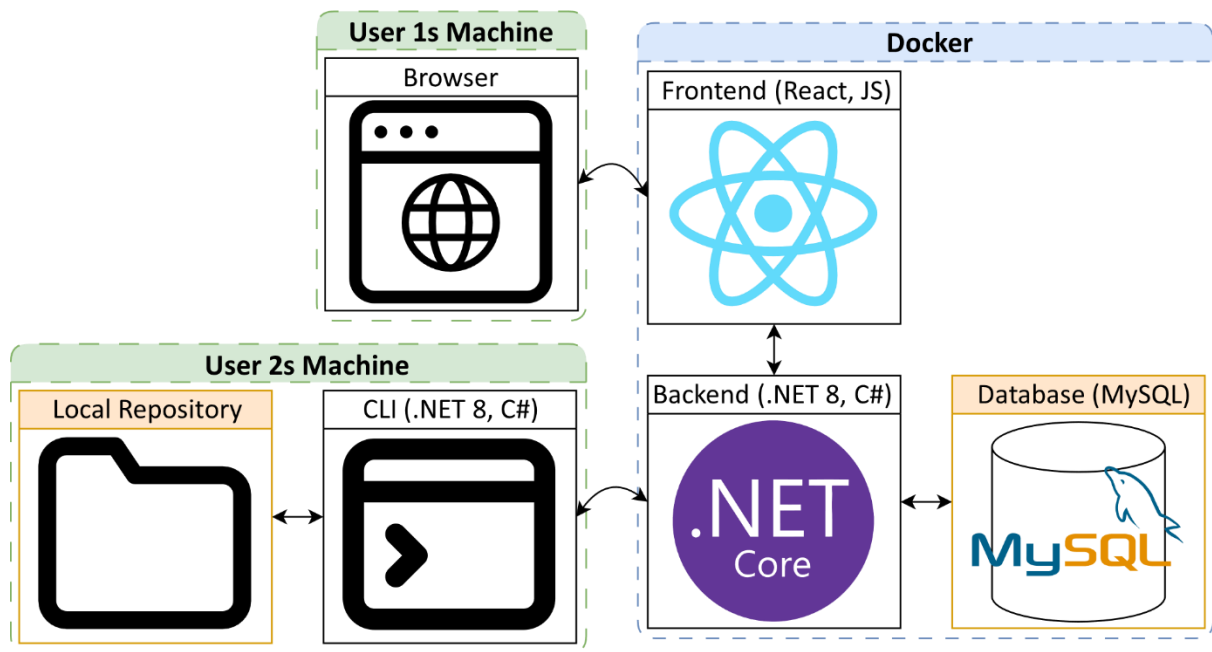 User 1s Machine
Browser
Docker
Frontend (React, JS)
User 2s Machine
Local Repository
CLI (.NET 8, C#)
Backend (.NET 8, C#)
.NET
Core
Database (MySQL)
MySQL